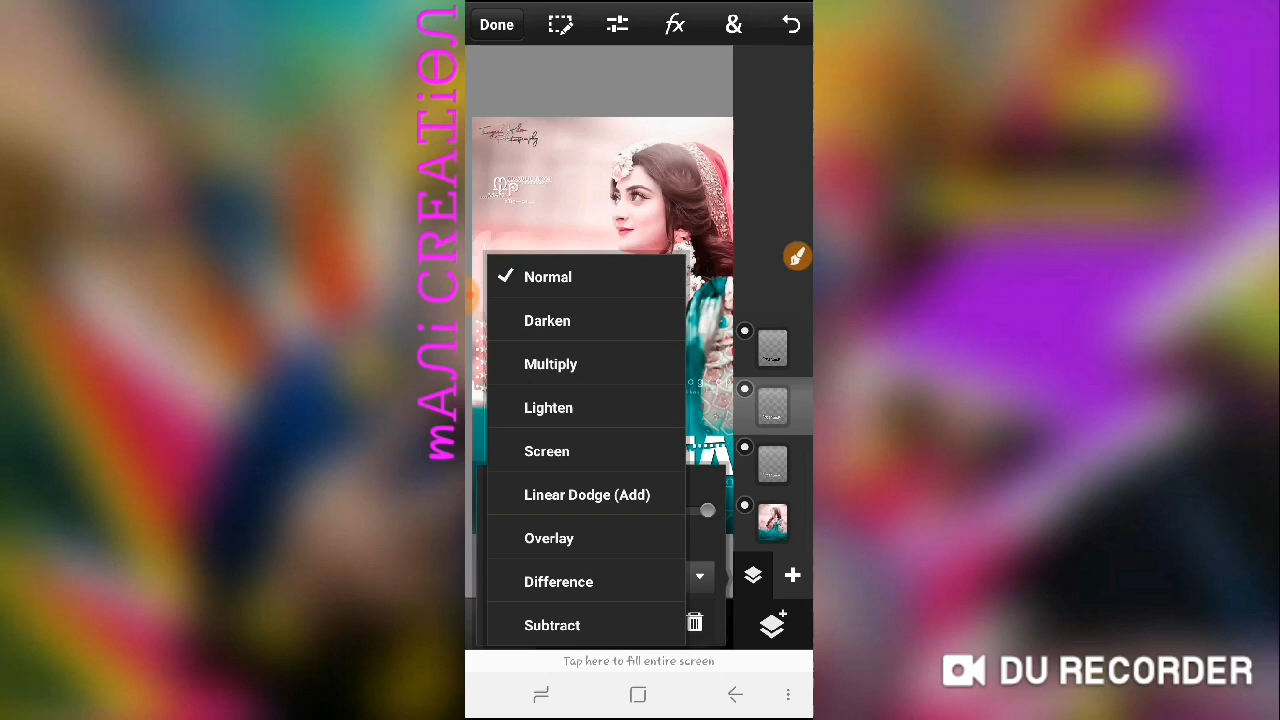 mAni CREATiON
Done
fx
&
Normal
Darken
Multiply
Lighten
Screen
Linear Dodge (Add)
Overlay
Difference
Subtract
Tap here to fill entire screen
DU RECORDER